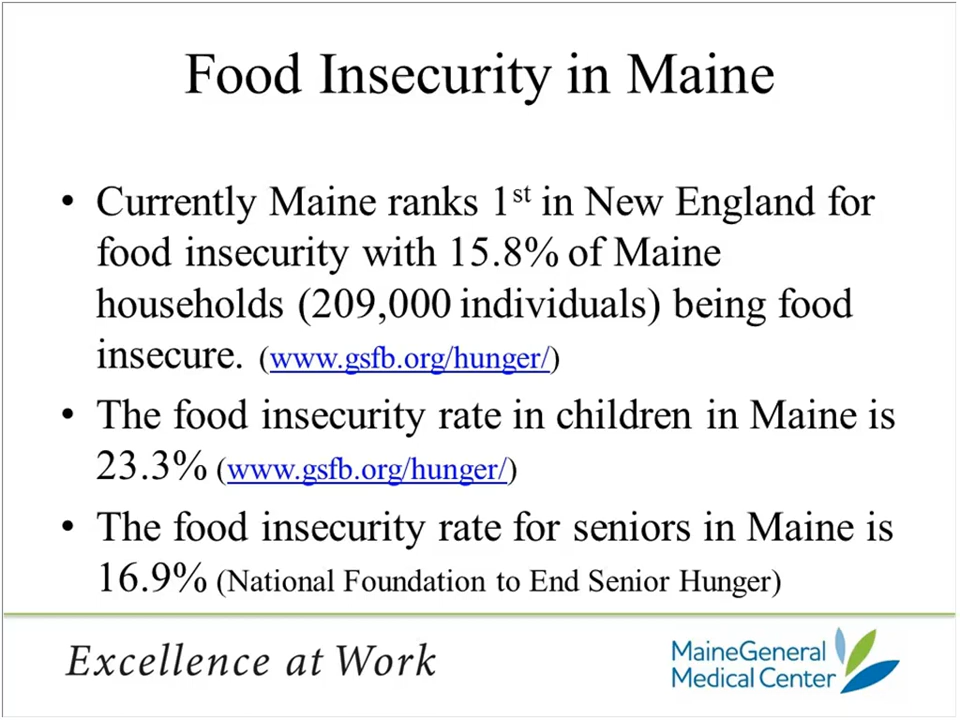 Food Insecurity in Maine
• Currently Maine ranks 1st in New England for
food insecurity with 15.8% of Maine
households (209,000 individuals) being food
insecure. (www.gsfb.org/hunger/)
• The food insecurity rate in children in Maine is
23.3% (www.gsfb.org/hunger/)
• The food insecurity rate for seniors in Maine is
16.9% (National Foundation to End Senior Hunger)
Excellence at Work
MaineGeneral
Medical Center